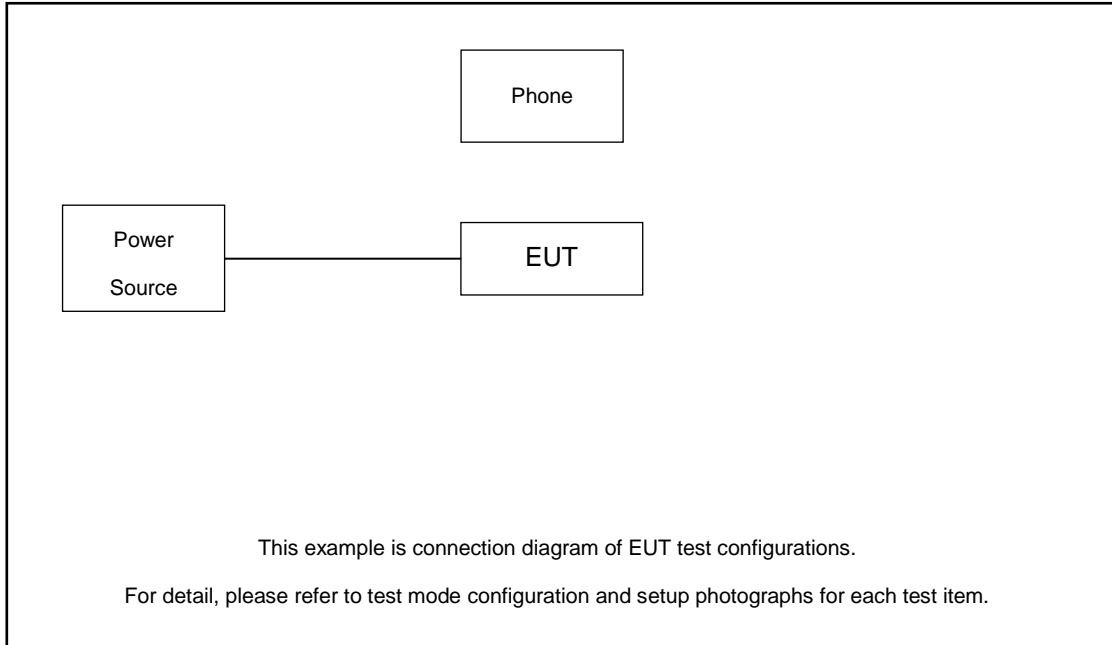 Phone
Power
Source
EUT
This example is connection diagram of EUT test configurations.
For detail, please refer to test mode configuration and setup photographs for each test item.